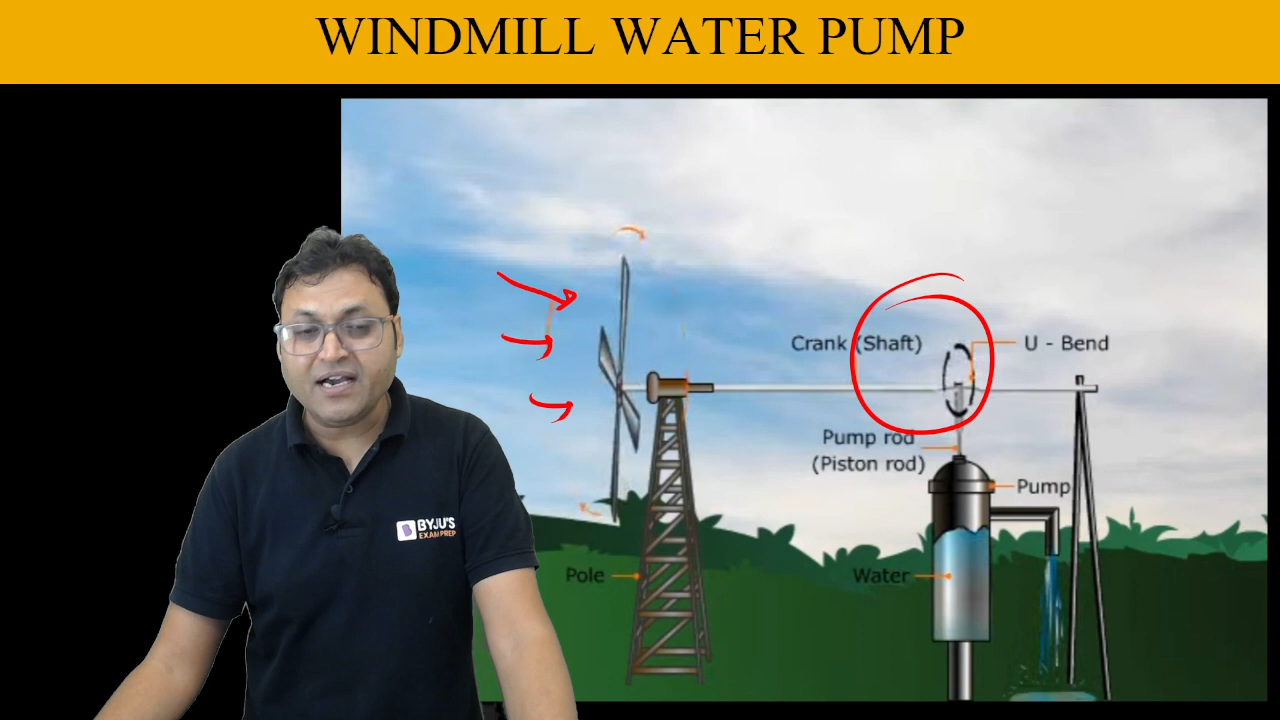 WINDMILL WATER PUMP
Crank (Shaft)
U - Bend
Pump rod
(Piston rod)
Pump
BYJU'S
EXAM PREP
Pole
Water